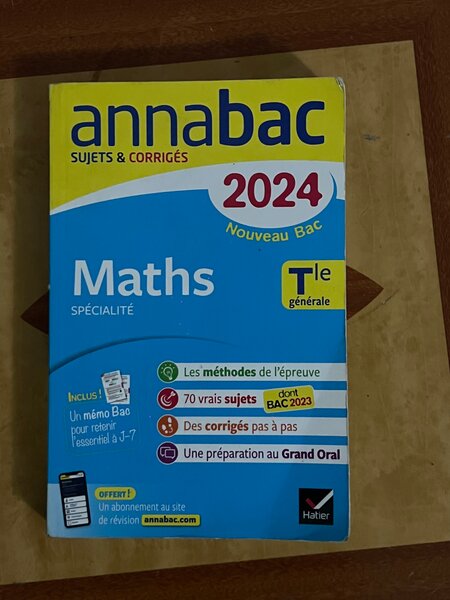 annabac
SUJETS & CORRIGÉS
2024
Nouveau Bac
Maths
SPÉCIALITÉ
Tle
générale
Les méthodes de l'épreuve
70 vrais sujets
dont
BAC 2023
Des corrigés pas à pas
Une préparation au Grand Oral
INCLUS !
Un mémo Bac
pour retenir
l'essentiel à J-7
OFFERT !
Un abonnement au site
de révision annabac.com
Hatier